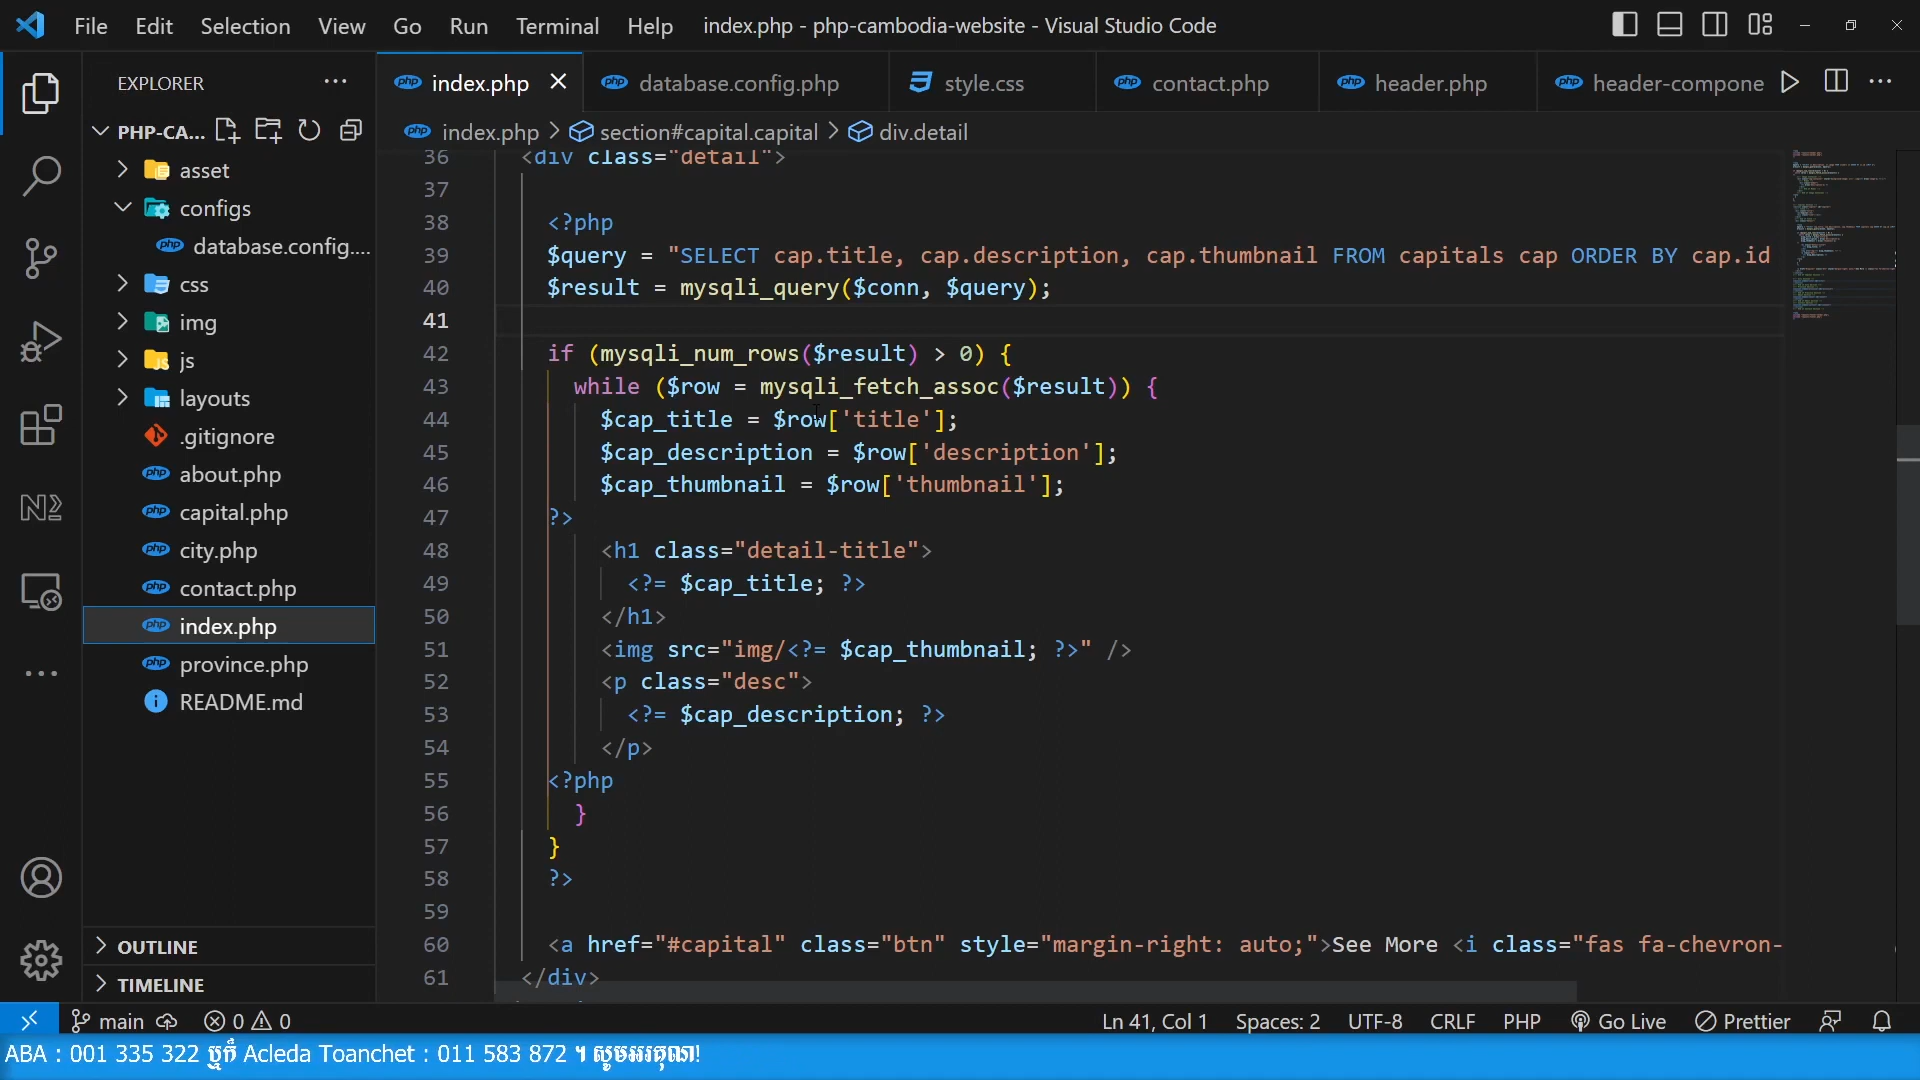 File Edit Selection View Go Run Terminal Help index.php - php-cambodia-website - Visual Studio Code
EXPLORER
index.php database.config.php style.css contact.php header.php header-compone
PHP-CA...
index.php > section#capital.capital > div.detail
asset
configs
database.config....
css
img
js
layouts
.gitignore
about.php
capital.php
city.php
contact.php
index.php
province.php
README.md
OUTLINE
TIMELINE
36 <div class="detail">
37
38 <?php
39 $query = "SELECT cap.title, cap.description, cap.thumbnail FROM capitals cap ORDER BY cap.id
40 $result = mysqli_query($conn, $query);
41
42 if (mysqli_num_rows($result) > 0) {
43 while ($row = mysqli_fetch_assoc($result)) {
44 $cap_title = $row['title'];
45 $cap_description = $row['description'];
46 $cap_thumbnail = $row['thumbnail'];
47 ?>
48 <h1 class="detail-title">
49 <?= $cap_title; ?>
50 </h1>
51 <img src="img/<?= $cap_thumbnail; ?>" />
52 <p class="desc">
53 <?= $cap_description; ?>
54 </p>
55 <?php
56 }
57 }
58 ?>
59
60 <a href="#capital" class="btn" style="margin-right: auto;">See More <i class="fas fa-chevron-
61 </div>
main 0 0 Ln 41, Col 1 Spaces: 2 UTF-8 CRLF PHP Go Live Prettier
ABA : 001 335 322 ឬក៏ Acleda Toanchet : 011 583 872 ។ សូមអរគុណ!